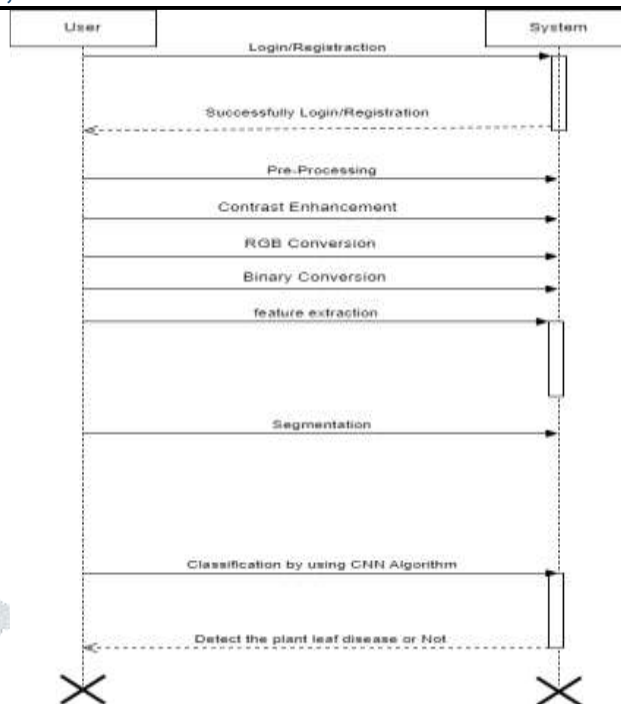 User
System
Login/Registraction
Successfully Login/Registration
Pre-Processing
Contrast Enhancement
RGB Conversion
Binary Conversion
feature extraction
Segmentation
Classification by using CNN Algorithm
Detect the plant leaf disease or Not